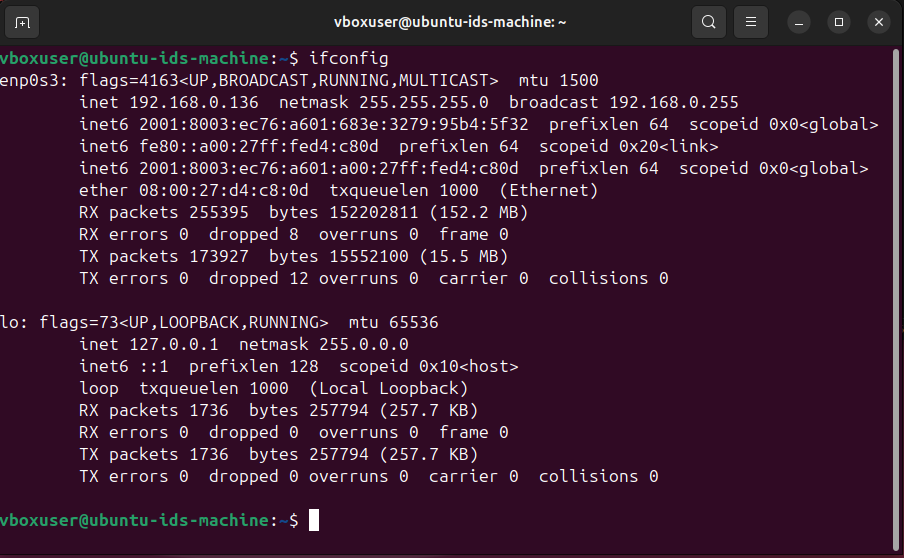 vboxuser@ubuntu-ids-machine: ~
vboxuser@ubuntu-ids-machine:~$ ifconfig
enp0s3: flags=4163<UP,BROADCAST,RUNNING,MULTICAST>  mtu 1500
        inet 192.168.0.136  netmask 255.255.255.0  broadcast 192.168.0.255
        inet6 2001:8003:ec76:a601:683e:3279:95b4:5f32  prefixlen 64  scopeid 0x0<global>
        inet6 fe80::a00:27ff:fed4:c80d  prefixlen 64  scopeid 0x20<link>
        inet6 2001:8003:ec76:a601:a00:27ff:fed4:c80d  prefixlen 64  scopeid 0x0<global>
        ether 08:00:27:d4:c8:0d  txqueuelen 1000  (Ethernet)
        RX packets 255395  bytes 152202811 (152.2 MB)
        RX errors 0  dropped 8  overruns 0  frame 0
        TX packets 173927  bytes 15552100 (15.5 MB)
        TX errors 0  dropped 12 overruns 0  carrier 0  collisions 0

lo: flags=73<UP,LOOPBACK,RUNNING>  mtu 65536
        inet 127.0.0.1  netmask 255.0.0.0
        inet6 ::1  prefixlen 128  scopeid 0x10<host>
        loop  txqueuelen 1000  (Local Loopback)
        RX packets 1736  bytes 257794 (257.7 KB)
        RX errors 0  dropped 0  overruns 0  frame 0
        TX packets 1736  bytes 257794 (257.7 KB)
        TX errors 0  dropped 0 overruns 0  carrier 0  collisions 0

vboxuser@ubuntu-ids-machine:~$